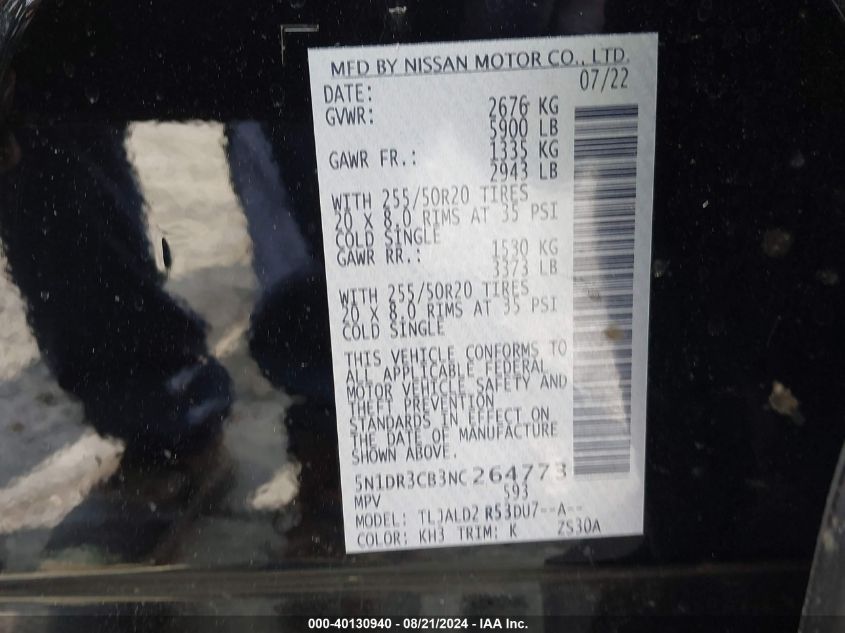 MFD BY NISSAN MOTOR CO., LTD.
DATE: 07/22
GVWR: 2676 KG
5900 LB
GAWR FR.: 1335 KG
2943 LB
WITH 255/50R20 TIRES
20 X 8.0 RIMS AT 35 PSI
COLD SINGLE
GAWR RR.: 1530 KG
3373 LB
WITH 255/50R20 TIRES
20 X 8.0 RIMS AT 35 PSI
COLD SINGLE
THIS VEHICLE CONFORMS TO
ALL APPLICABLE FEDERAL
MOTOR VEHICLE SAFETY AND
THEFT PREVENTION
STANDARDS IN EFFECT ON
THE DATE OF MANUFACTURE
SHOWN ABOVE.
5N1DR3CB3NC264773
MPV 593
MODEL: R53DU7--A--
COLOR: KH3 TRIM: K ZS30A
000-40130940 - 08/21/2024 - IAA Inc.